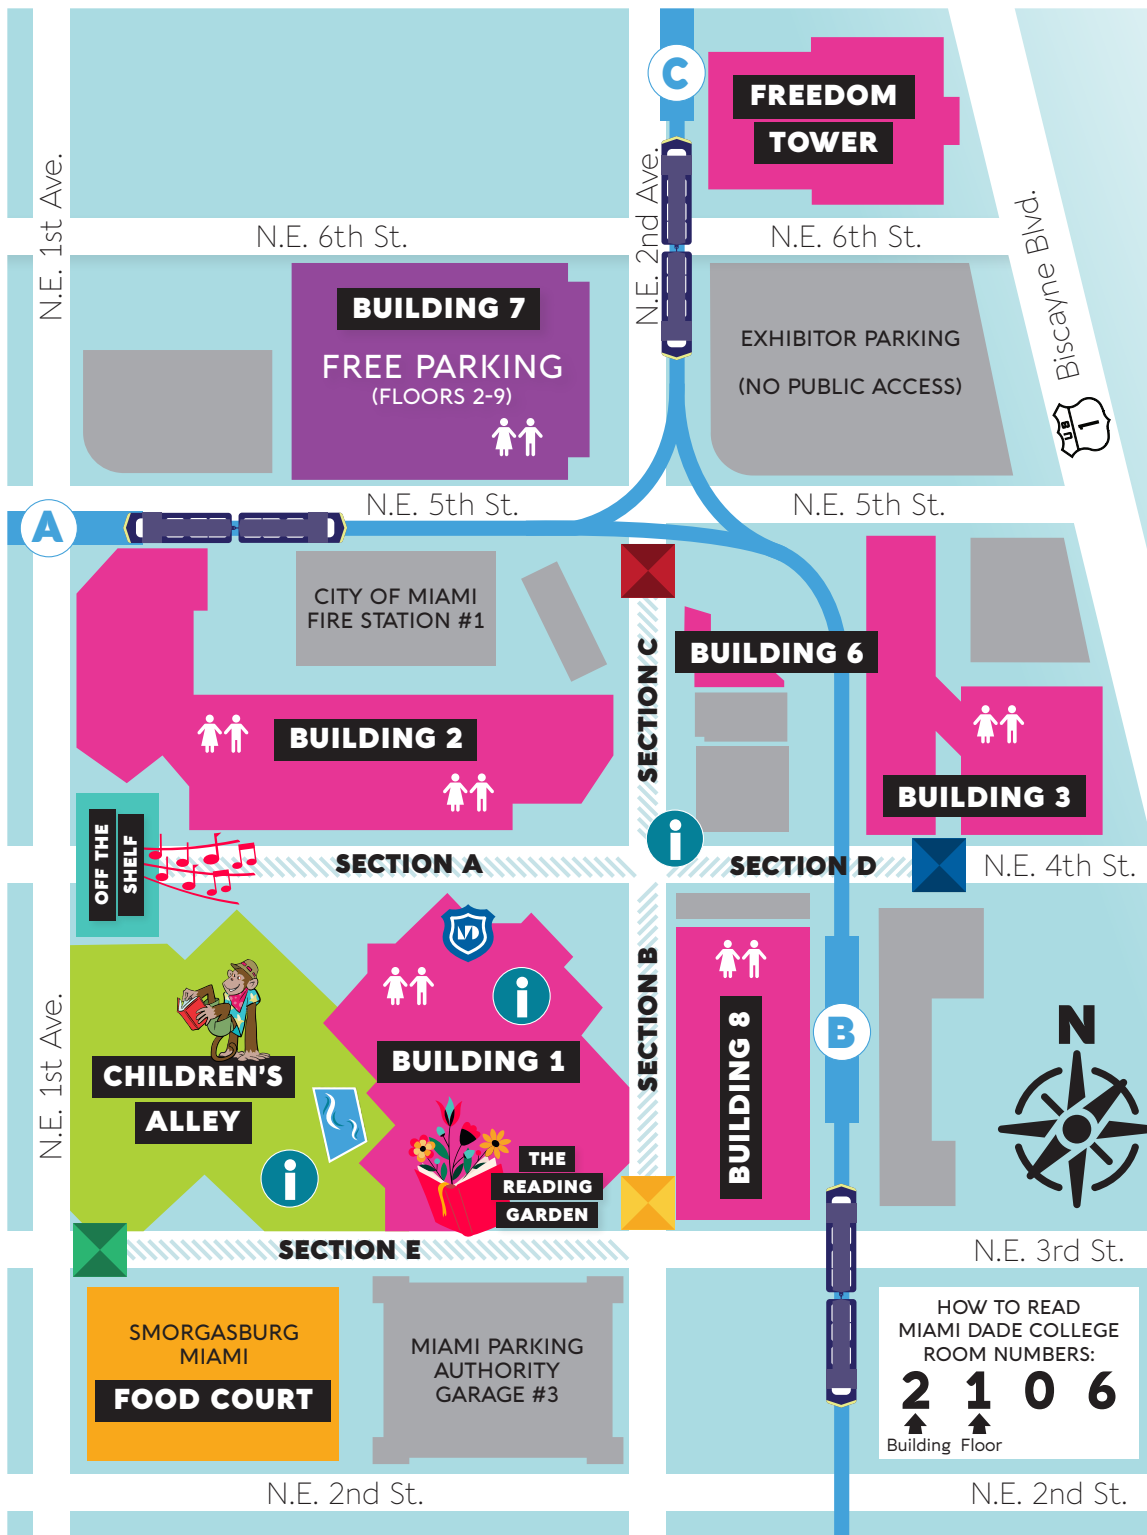 C
FREEDOM
TOWER
N.E. 1st Ave.
N.E. 2nd Ave.
Biscayne Blvd.
N.E. 6th St.
N.E. 6th St.
BUILDING 7
FREE PARKING
(FLOORS 2-9)
EXHIBITOR PARKING
(NO PUBLIC ACCESS)
US
1
N.E. 5th St.
N.E. 5th St.
A
CITY OF MIAMI
FIRE STATION #1
SECTION C
BUILDING 6
BUILDING 2
BUILDING 3
OFF THE
SHELF
SECTION A
i
SECTION D
N.E. 4th St.
MD
i
SECTION B
BUILDING 8
B
N
N.E. 1st Ave.
CHILDREN'S
ALLEY
BUILDING 1
i
THE
READING
GARDEN
SECTION E
N.E. 3rd St.
SMORGASBURG
MIAMI
FOOD COURT
MIAMI PARKING
AUTHORITY
GARAGE #3
HOW TO READ
MIAMI DADE COLLEGE
ROOM NUMBERS:
2 1 0 6
Building Floor
N.E. 2nd St.
N.E. 2nd St.